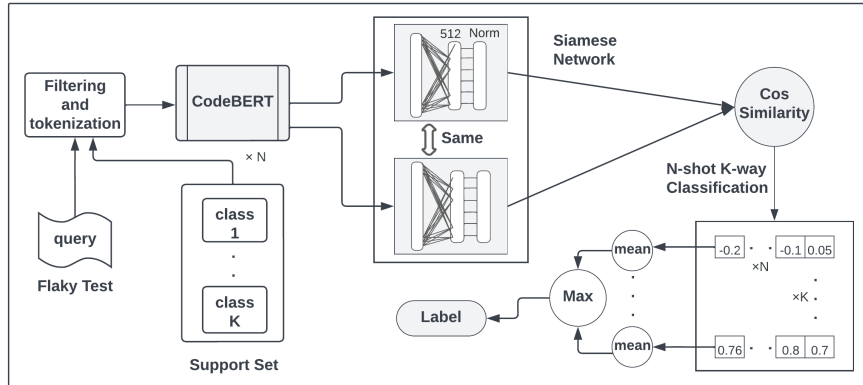 Filtering
and
tokenization
CodeBERT
× N
query
Flaky Test
class
1
.
.
class
K
Support Set
512 Norm
Same
Siamese
Network
Cos
Similarity
N-shot K-way
Classification
-0.2 . . -0.1 0.05
×N
.
×K .
.
0.76 . . 0.8 0.7
mean
.
.
.
mean
Max
Label